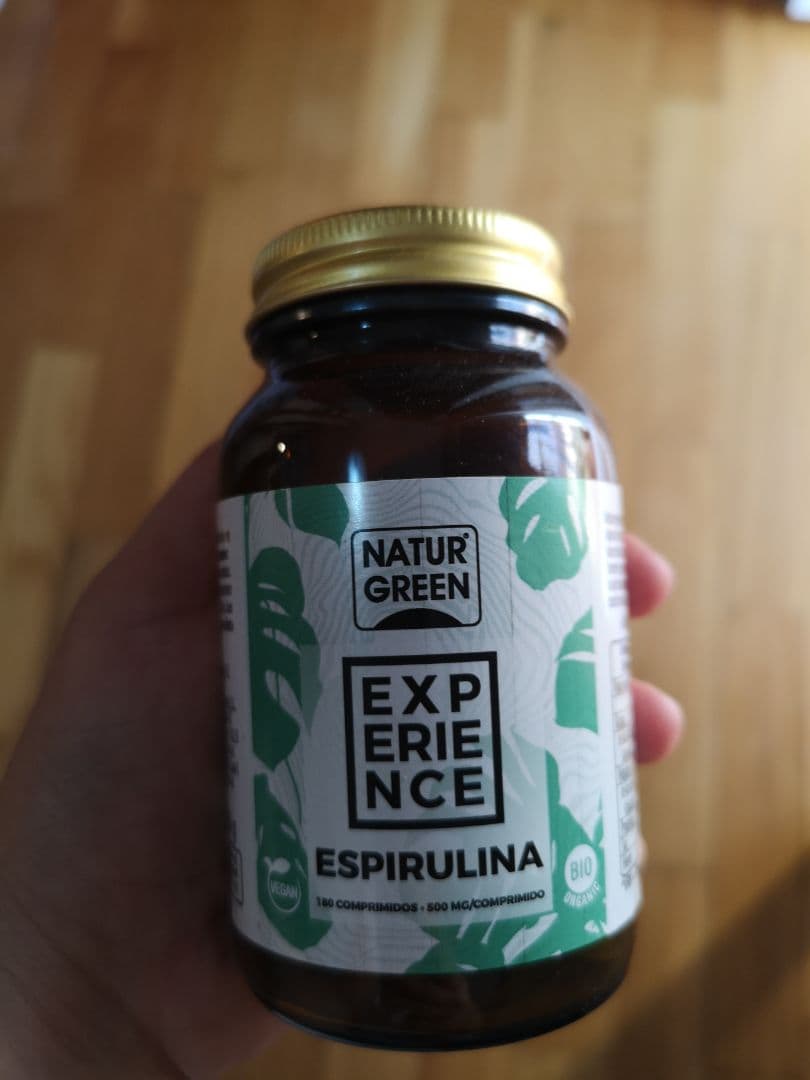 NATUR®
GREEN
EXP
ERIE
NCE
ESPIRULINA
180 COMPRIMIDOS • 500 MG/COMPRIMIDO
VEGAN
BIO
ORGANIC